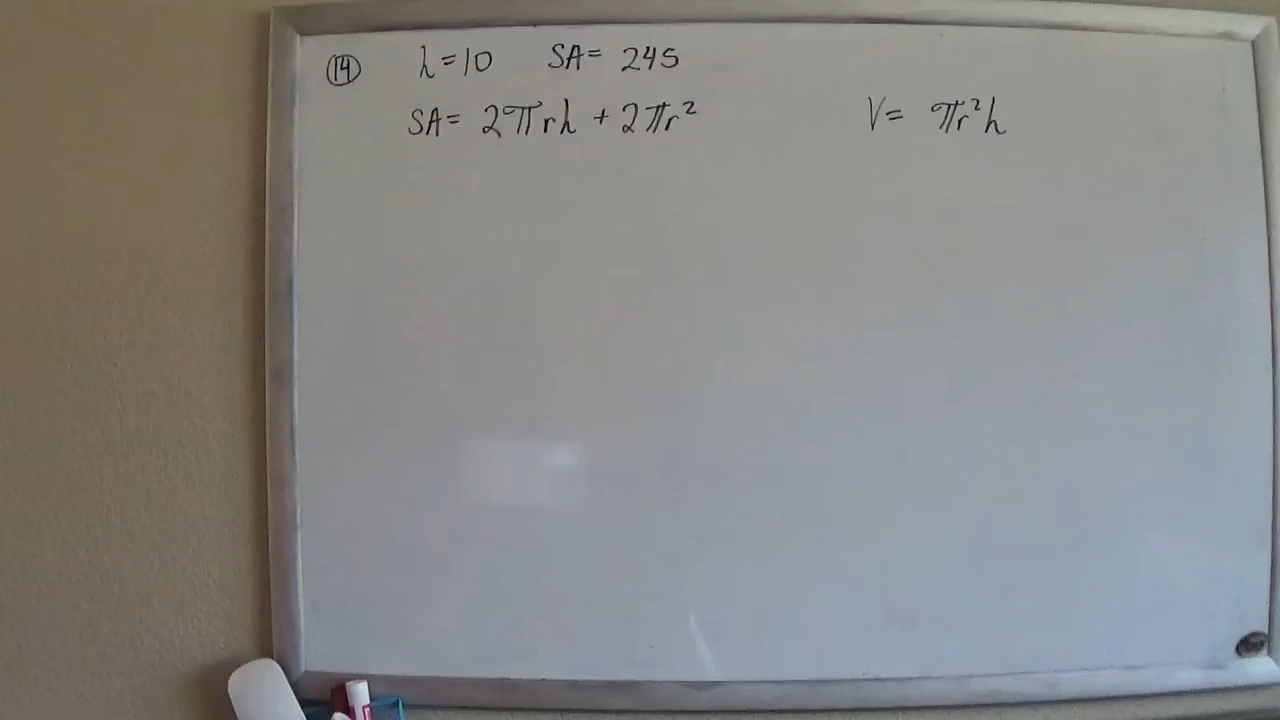 ⑭ h=10 SA= 245
SA= 2πrh + 2πr² V= πr²h